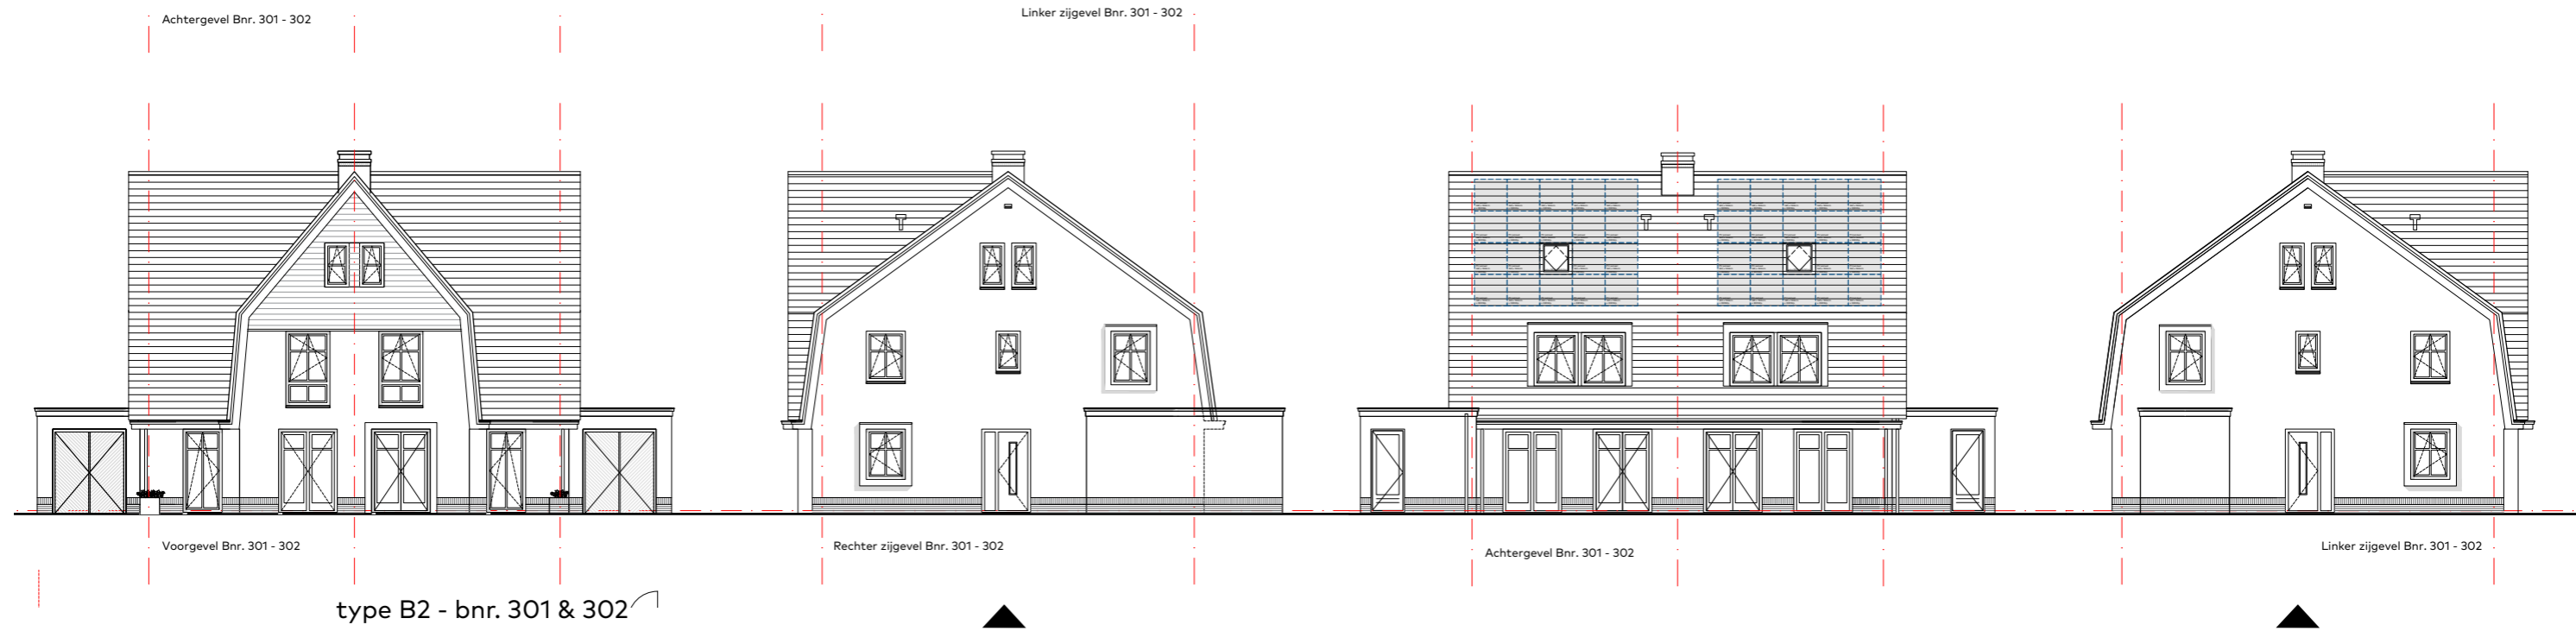 Achtergevel Bnr. 301 - 302
Linker zijgevel Bnr. 301 - 302
Voorgevel Bnr. 301 - 302
Rechter zijgevel Bnr. 301 - 302
Achtergevel Bnr. 301 - 302
Linker zijgevel Bnr. 301 - 302
type B2 - bnr. 301 & 302